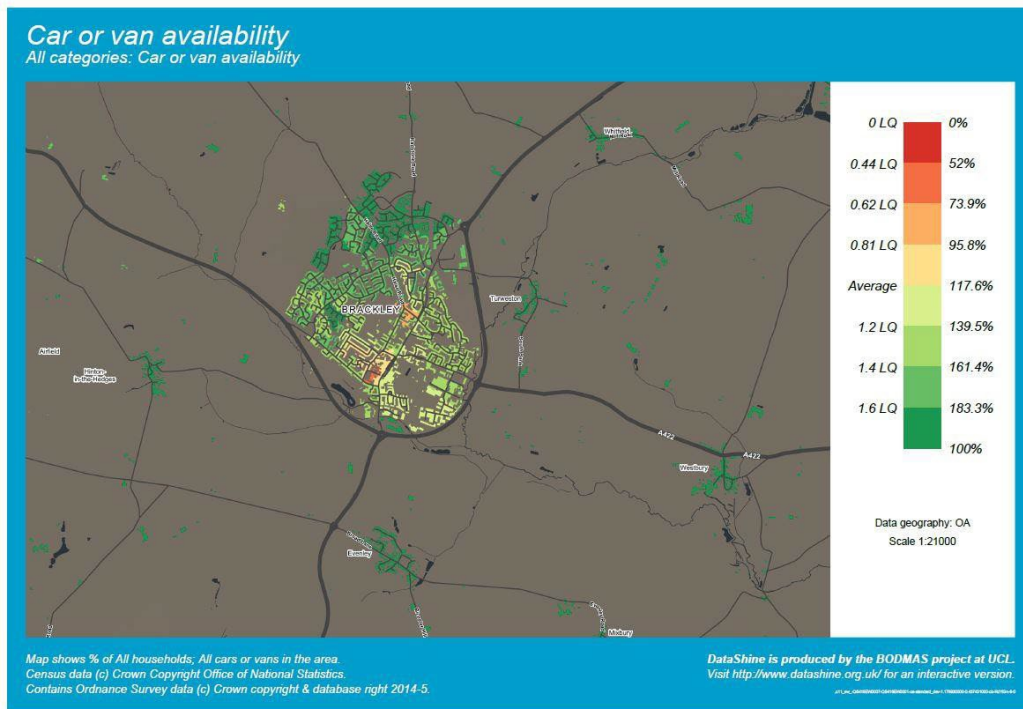 Car or van availability
All categories: Car or van availability
0 LQ 0%
0.44 LQ 52%
0.62 LQ 73.9%
0.81 LQ 95.8%
Average 117.6%
1.2 LQ 139.5%
1.4 LQ 161.4%
1.6 LQ 183.3%
100%
Data geography: OA
Scale 1:21000
Whitfield
BRACKLEY
Turweston
Airfield
Hinton-
in-the-Hedges
A422
A422
Westbury
Evenley
Mixbury
Map shows % of All households; All cars or vans in the area.
Census data (c) Crown Copyright Office of National Statistics.
Contains Ordnance Survey data (c) Crown copyright & database right 2014-5.
DataShine is produced by the BODMAS project at UCL.
Visit http://www.datashine.org.uk/ for an interactive version.